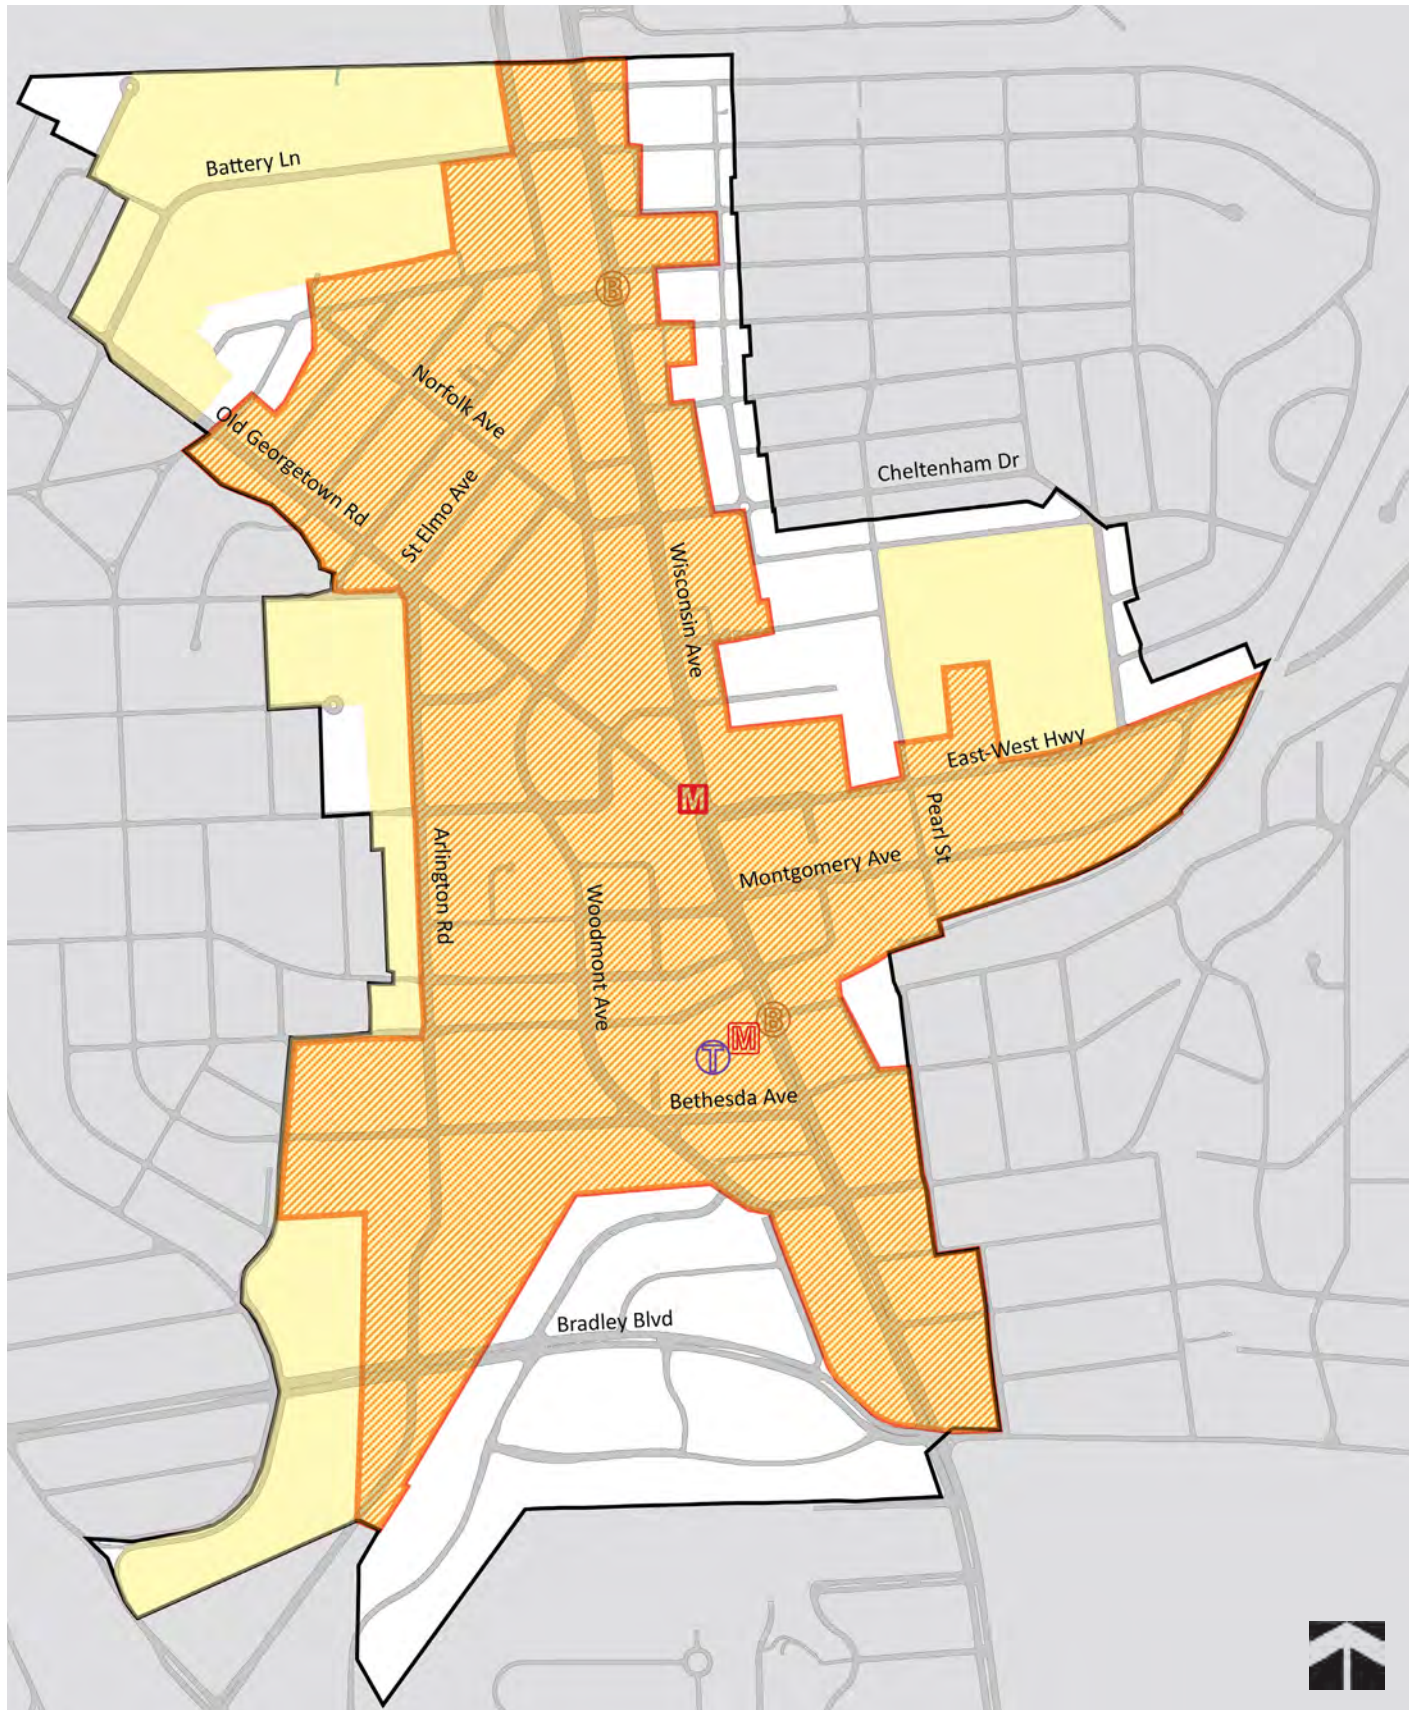 Battery Ln
B
Norfolk Ave
Old Georgetown Rd
St Elmo Ave
Cheltenham Dr
Wisconsin Ave
East-West Hwy
M
Pearl St
Arlington Rd
Montgomery Ave
Woodmont Ave
B
M
T
Bethesda Ave
Bradley Blvd